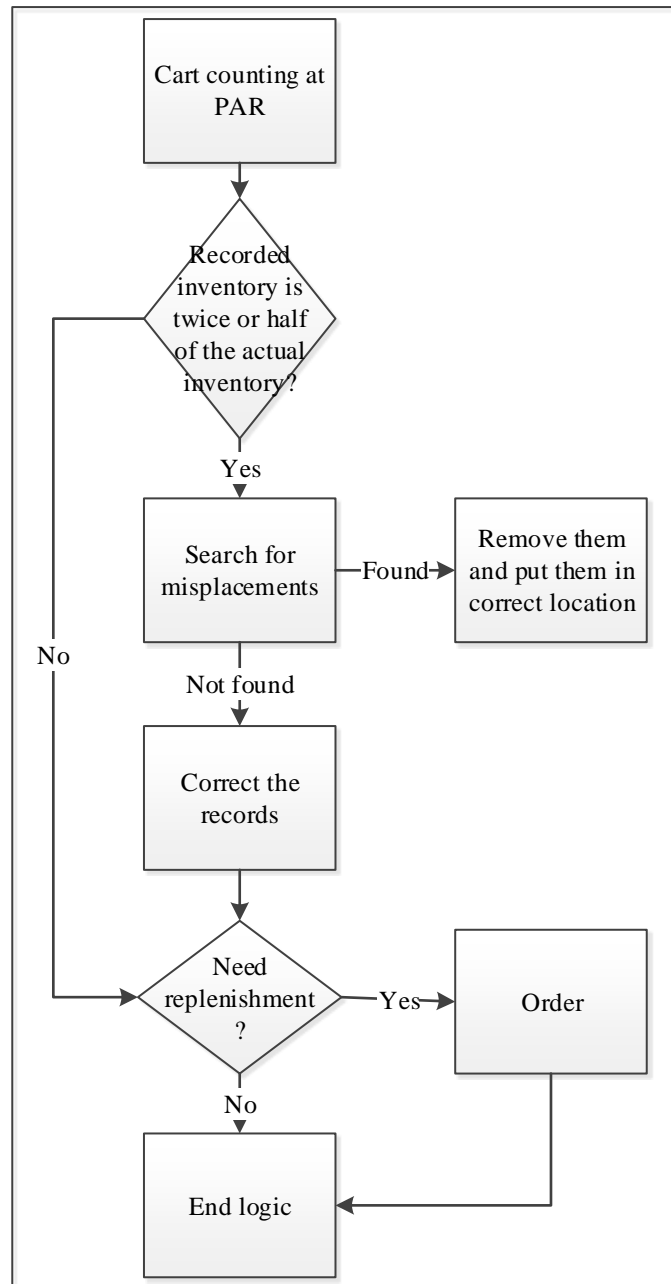 Cart counting at
PAR
Recorded
inventory is
twice or half
of the actual
inventory?
Yes
Search for
misplacements
Found
Remove them
and put them in
correct location
No
Not found
Correct the
records
Need
replenishment
?
Yes
Order
No
End logic